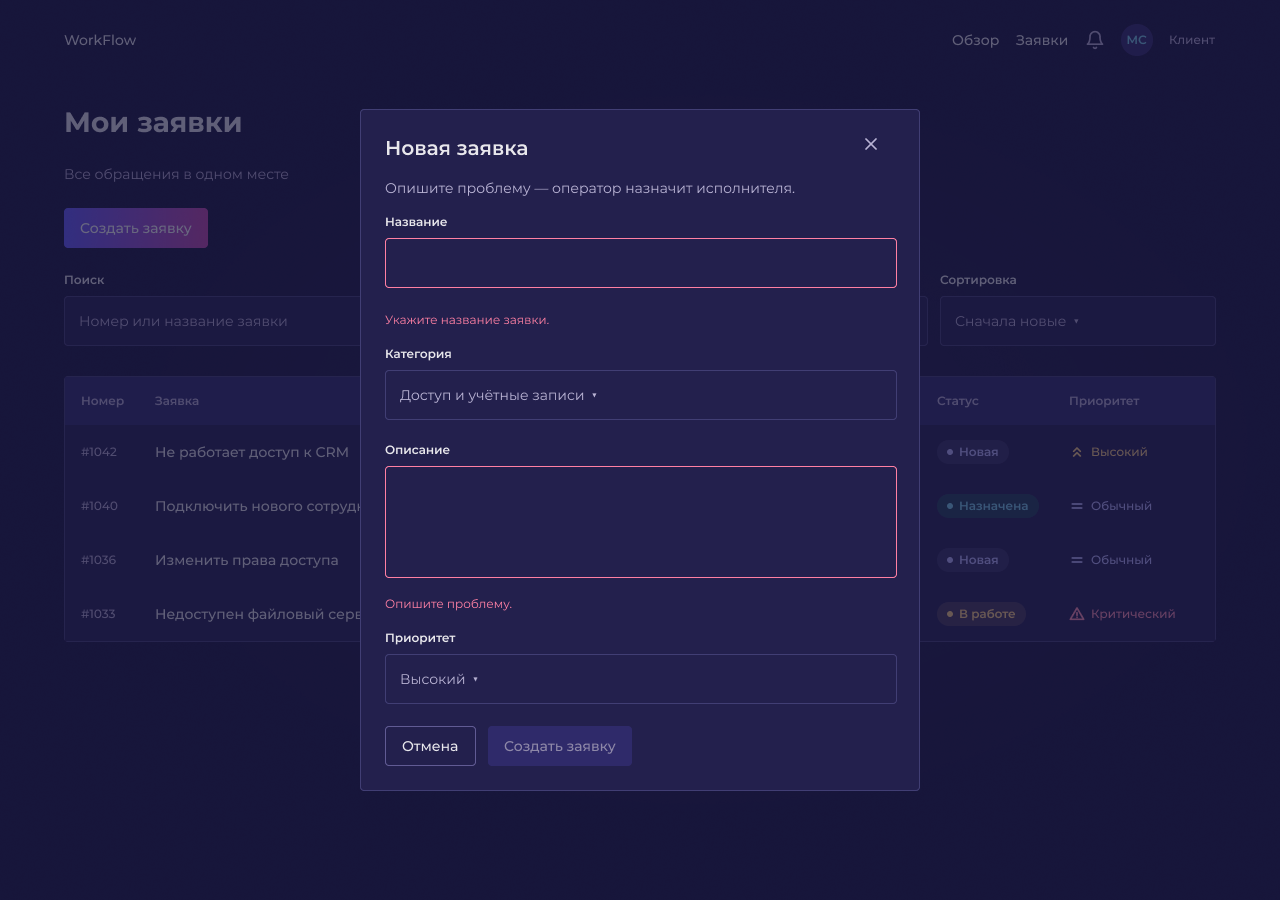 WorkFlow
Обзор
Заявки
МС
Клиент
Мои заявки
Все обращения в одном месте
Создать заявку
Поиск
Номер или название заявки
Сортировка
Сначала новые
Номер
Заявка
Статус
Приоритет
#1042
Не работает доступ к CRM
Новая
Высокий
#1040
Подключить нового
Назначена
Обычный
#1036
Изменить права доступа
Новая
Обычный
#1033
Недоступен файловый
В работе
Критический
Новая заявка
Опишите проблему — оператор назначит исполнителя.
Название
Укажите название заявки.
Категория
Доступ и учётные записи
Описание
Опишите проблему.
Приоритет
Высокий
Отмена
Создать заявку